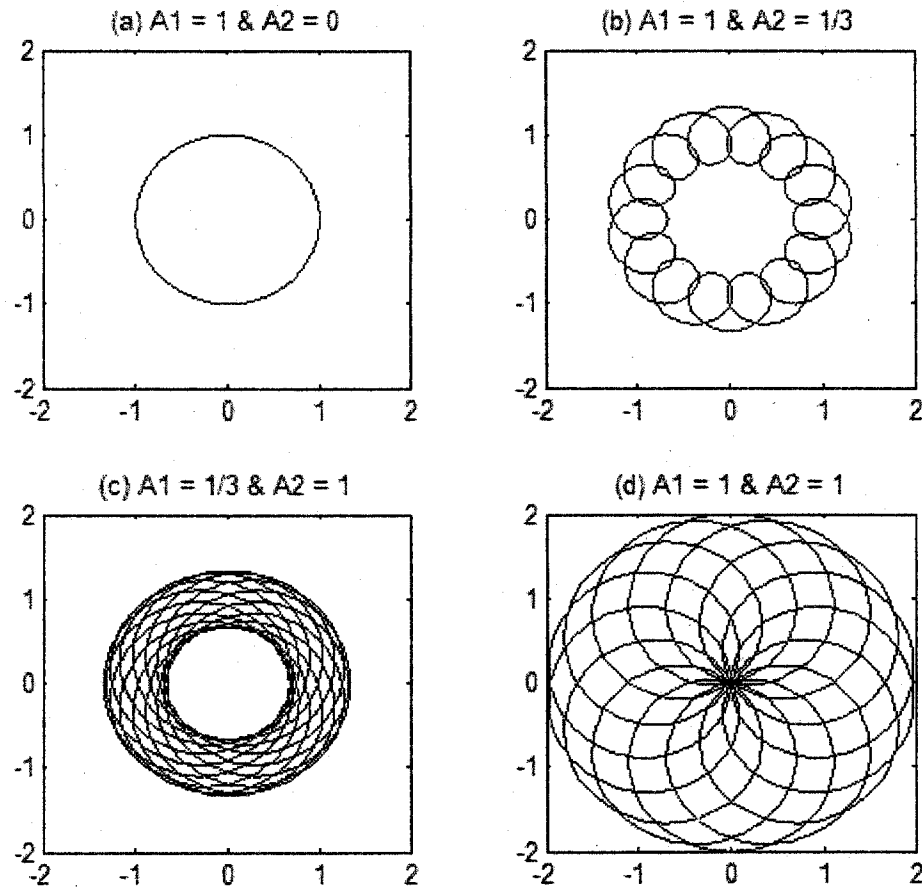 (a) A1 = 1 & A2 = 0
2
1
0
-1
-2
-2 -1 0 1 2
(b) A1 = 1 & A2 = 1/3
2
1
0
-1
-2
-2 -1 0 1 2
(c) A1 = 1/3 & A2 = 1
2
1
0
-1
-2
-2 -1 0 1 2
(d) A1 = 1 & A2 = 1
2
1
0
-1
-2
-2 -1 0 1 2